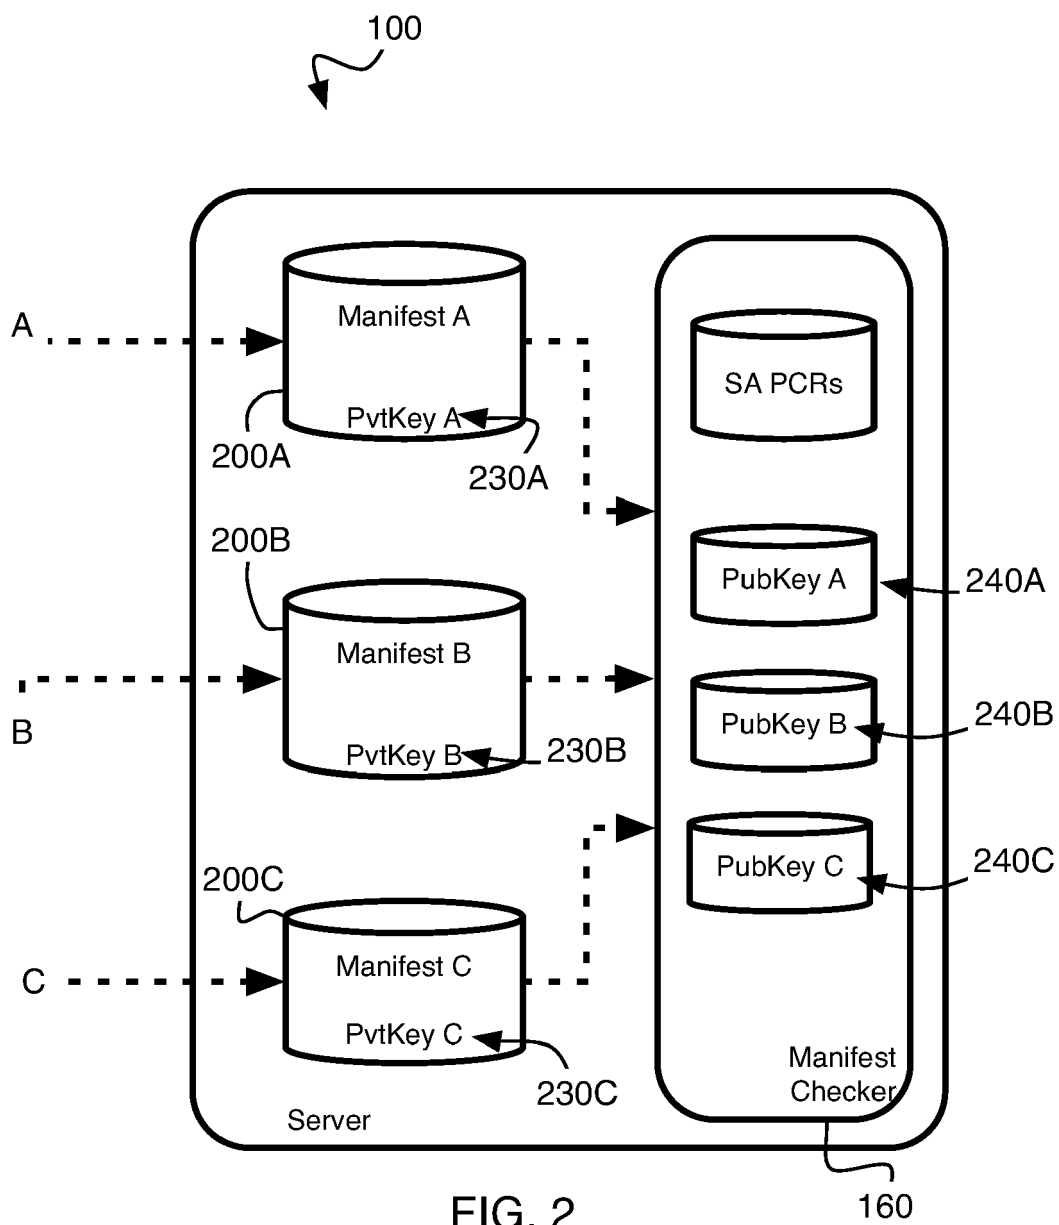 100
A
Manifest A
PvtKey A
200A
230A
SA PCRs
200B
PubKey A
240A
Manifest B
B
PvtKey B
230B
PubKey B
240B
200C
PubKey C
240C
C
Manifest C
PvtKey C
230C
Manifest
Checker
Server
160
FIG. 2